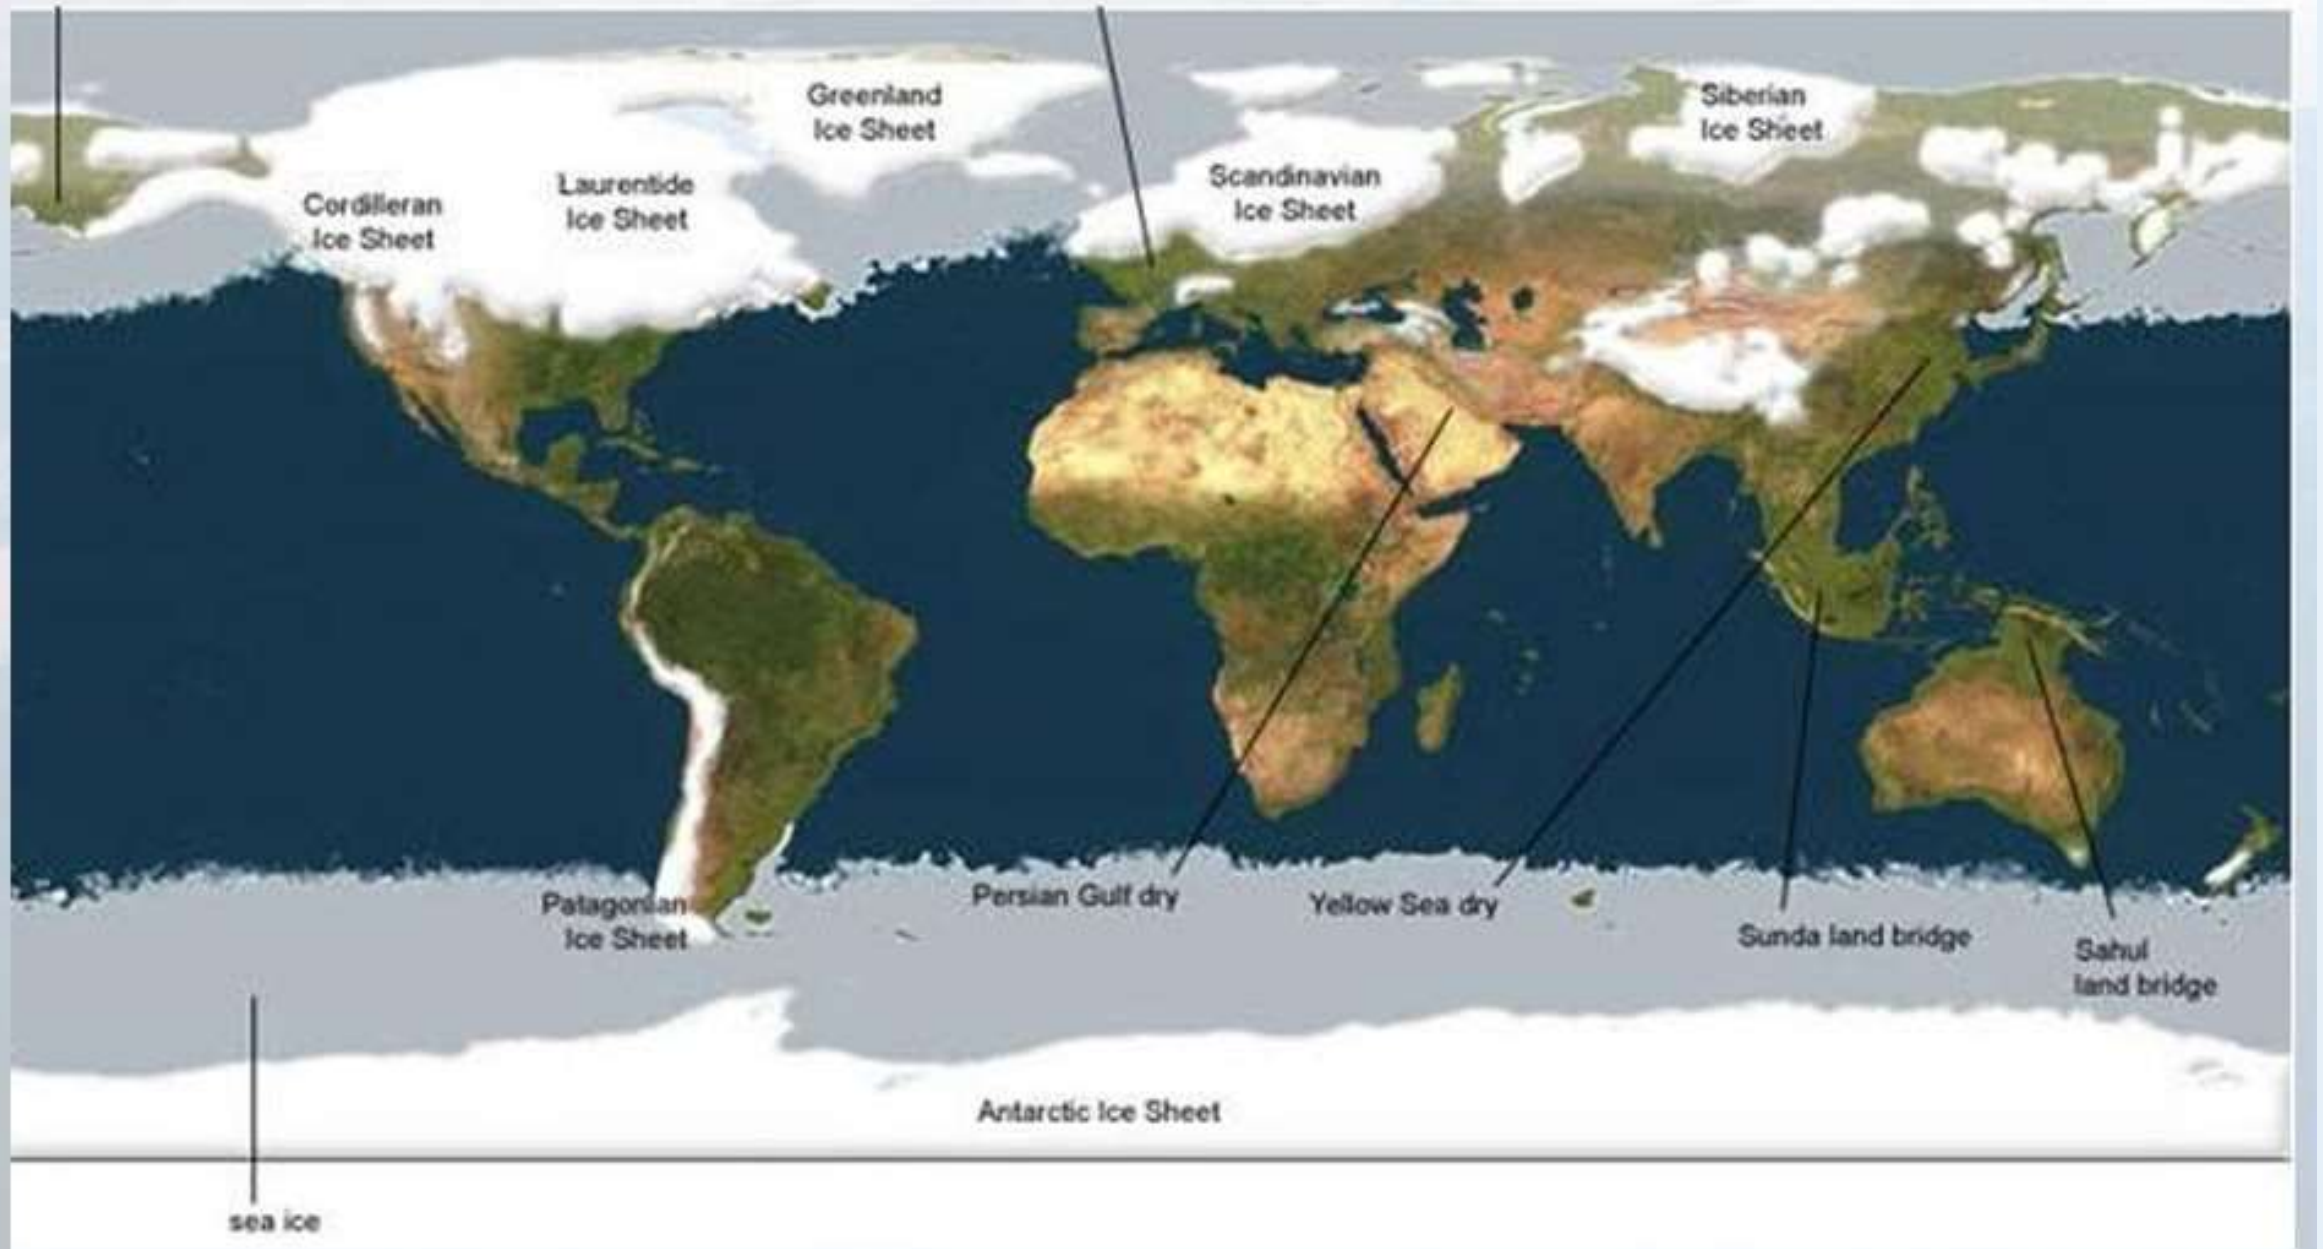 Greenland
Ice Sheet
Siberian
Ice Sheet
Laurentide
Ice Sheet
Scandinavian
Ice Sheet
Cordilleran
Ice Sheet
Patagonian
Ice Sheet
Persian Gulf dry
Yellow Sea dry
Sunda land bridge
Sahul
land bridge
Antarctic Ice Sheet
sea ice